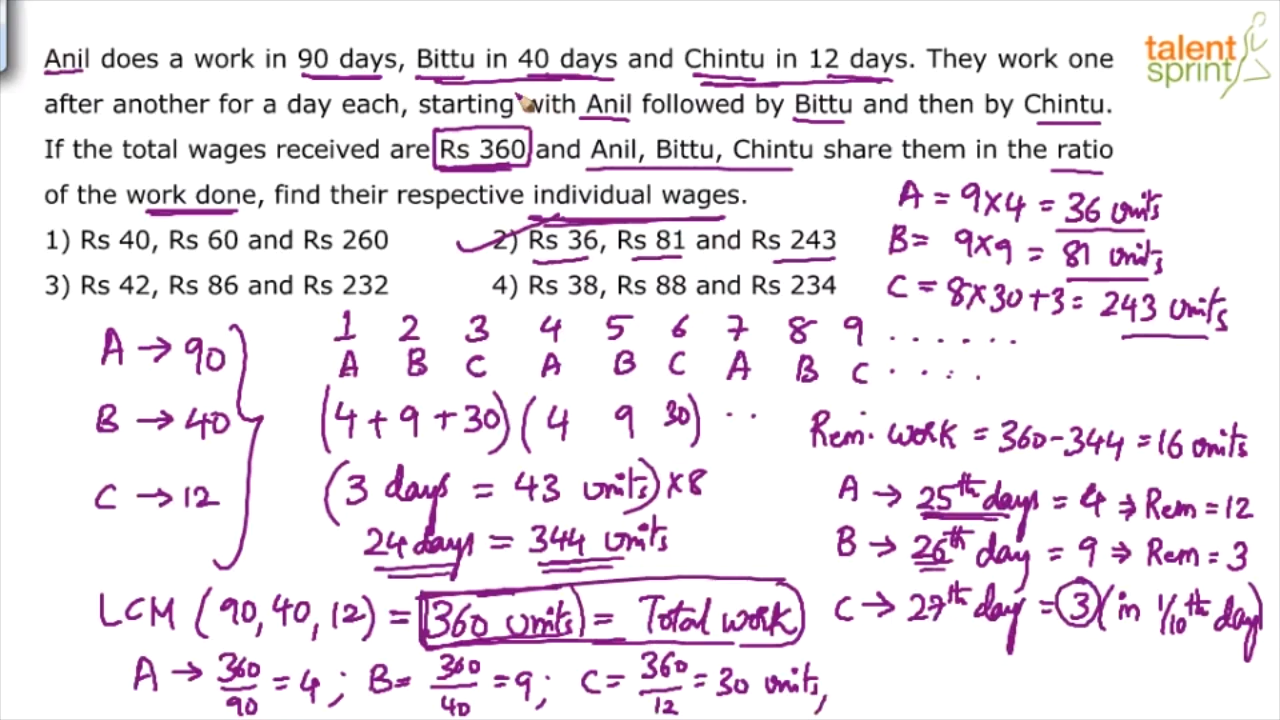 talent
sprint
Anil does a work in 90 days, Bittu in 40 days and Chintu in 12 days. They work one
after another for a day each, starting with Anil followed by Bittu and then by Chintu.
If the total wages received are Rs 360 and Anil, Bittu, Chintu share them in the ratio
of the work done, find their respective individual wages.
1) Rs 40, Rs 60 and Rs 260
2) Rs 36, Rs 81 and Rs 243
3) Rs 42, Rs 86 and Rs 232
4) Rs 38, Rs 88 and Rs 234
A = 9×4 = 36 units
B = 9×9 = 81 units
C = 8×30+3 = 243 units
A → 90
B → 40
C → 12
1 2 3 4 5 6 7 8 9 ......
A B C A B C A B C .....
(4 + 9 + 30) (4 9 30) ..
(3 days = 43 units) ×8
24 days = 344 units
Rem. work = 360-344 = 16 units
A → 25th days = 4 ⇒ Rem = 12
B → 26th day = 9 ⇒ Rem = 3
C → 27th day = 3 (in 1/10th day)
LCM (90, 40, 12) = 360 units = Total work
A → 360/90 = 4 ; B = 360/40 = 9 ; C = 360/12 = 30 units,